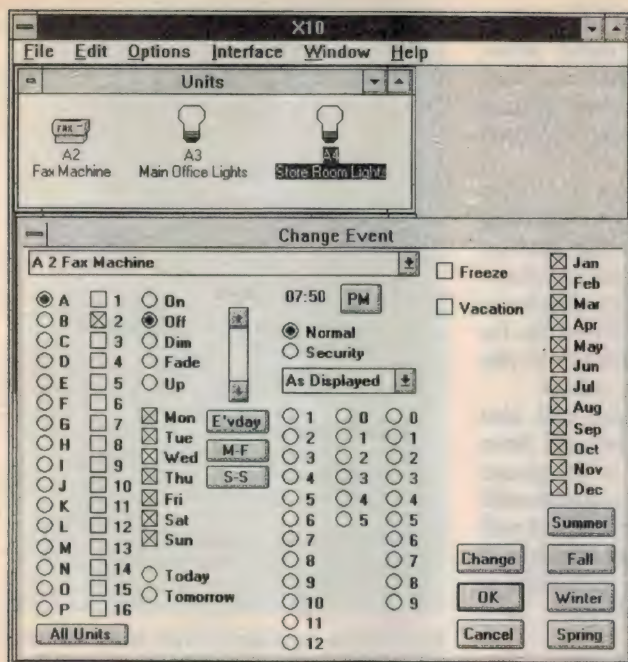 X10
File Edit Options Interface Window Help
Units
FAX
A2
Fax Machine
A3
Main Office Lights
A4
Store Room Lights
Change Event
A 2 Fax Machine
A
B
C
D
E
F
G
H
I
J
K
L
M
N
O
P
1
2
3
4
5
6
7
8
9
10
11
12
13
14
15
16
All Units
On
Off
Dim
Fade
Up
Mon
Tue
Wed
Thu
Fri
Sat
Sun
E'vday
M-F
S-S
Today
Tomorrow
07:50 PM
Normal
Security
As Displayed
1
2
3
4
5
6
7
8
9
10
11
12
0
1
2
3
4
5
0
1
2
3
4
5
6
7
8
9
Freeze
Vacation
Jan
Feb
Mar
Apr
May
Jun
Jul
Aug
Sep
Oct
Nov
Dec
Summer
Change
Fall
OK
Winter
Cancel
Spring